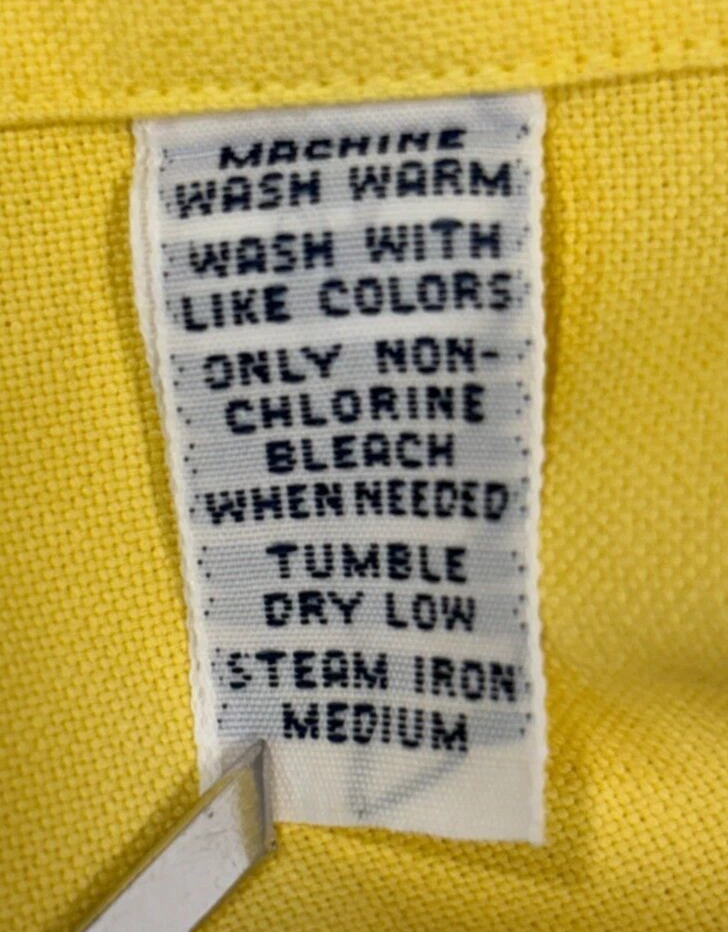 MACHINE
WASH WARM
WASH WITH
LIKE COLORS
ONLY NON-
CHLORINE
BLEACH
WHEN NEEDED
TUMBLE
DRY LOW
STEAM IRON
MEDIUM